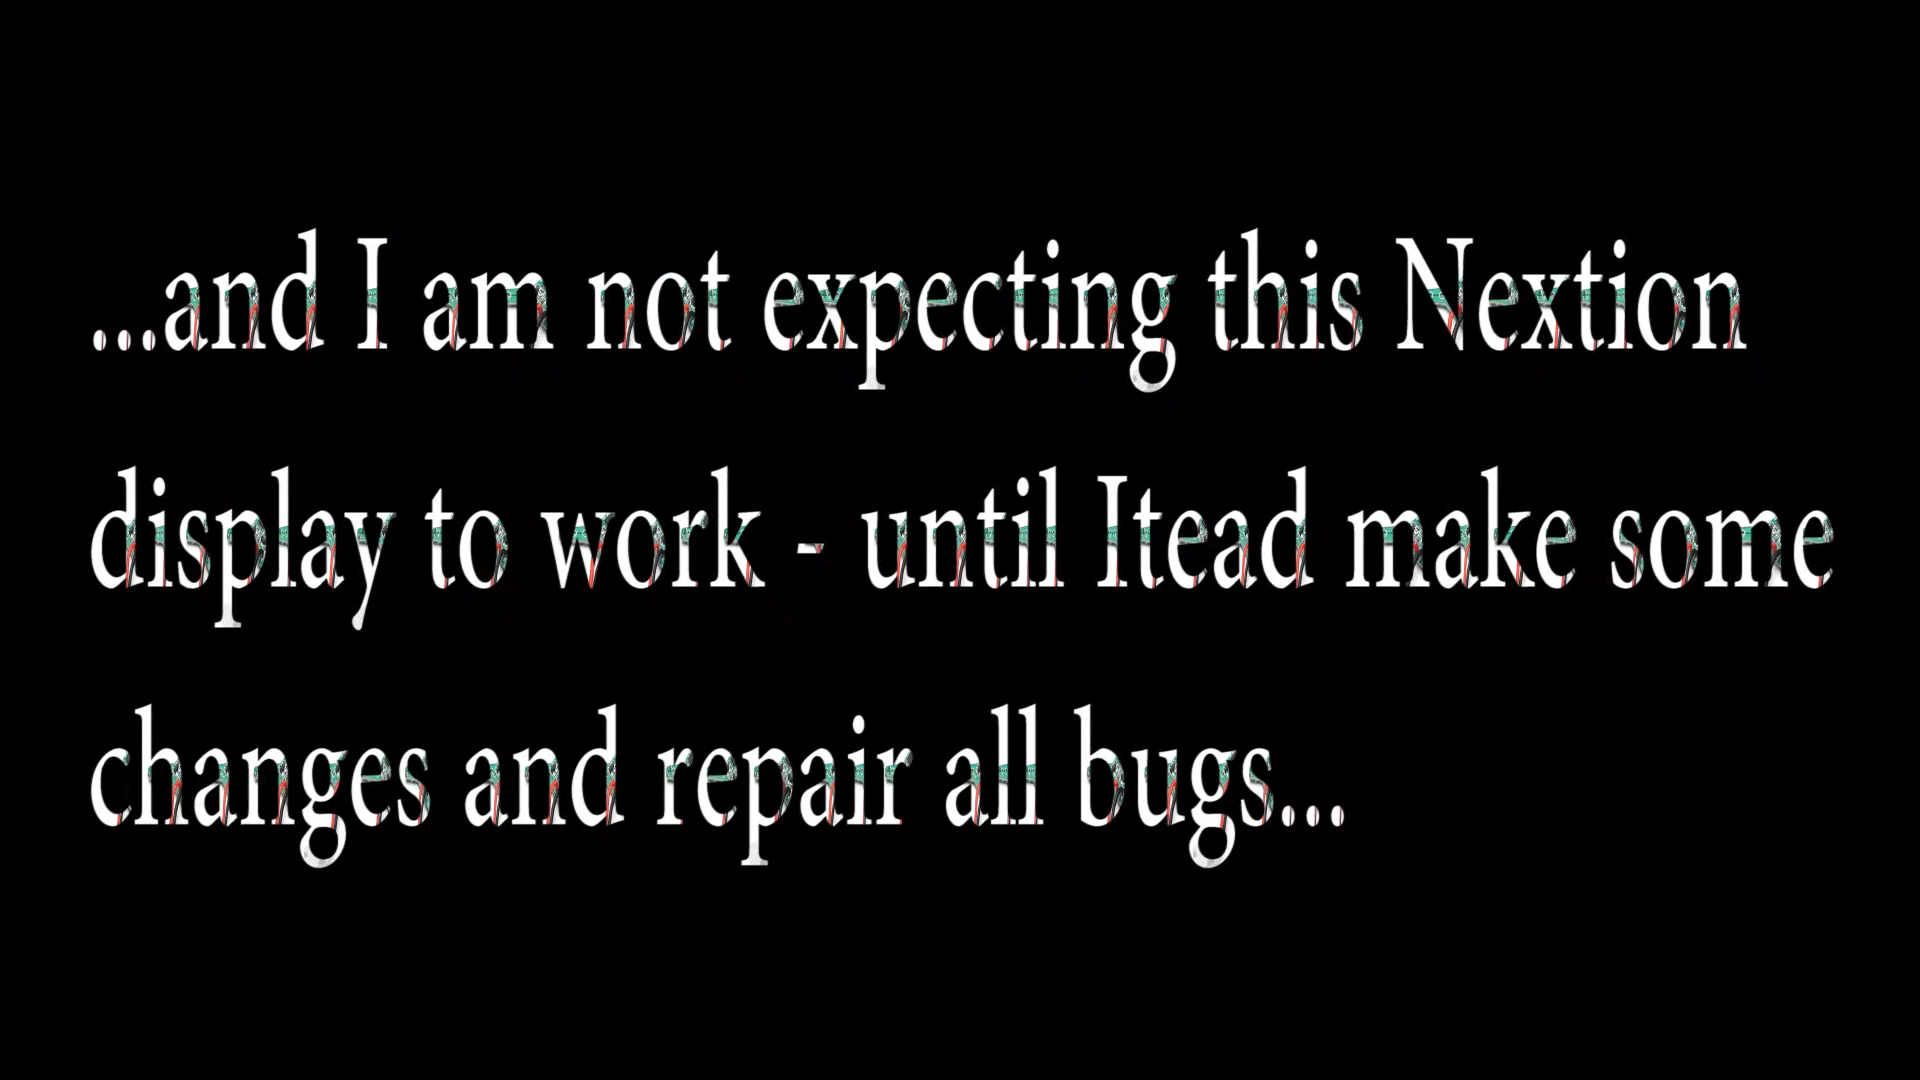 ...and I am not expecting this Nextion
display to work - until Itead make some
changes and repair all bugs...